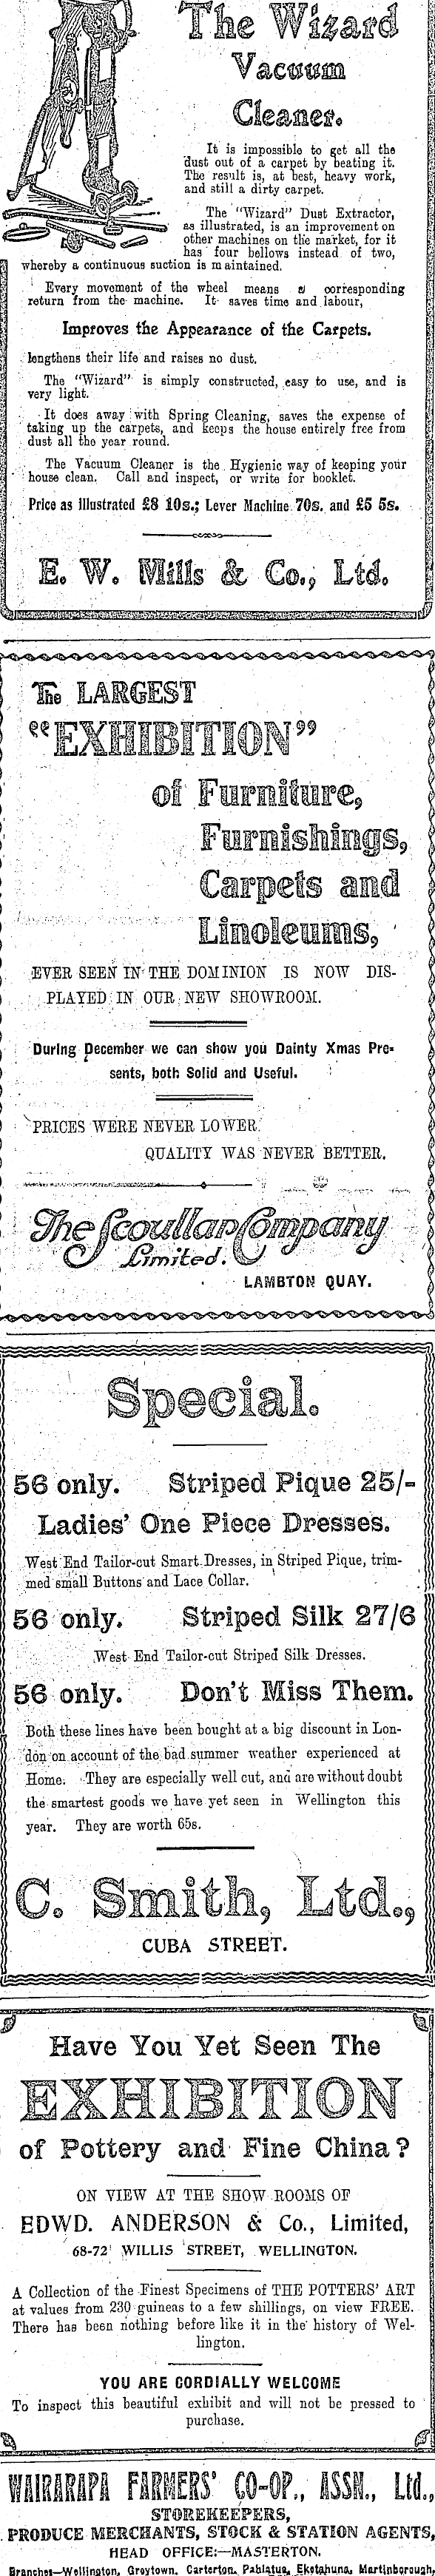 The Wizard
Vacuum
Cleaner.
It is impossible to get all the
dust out of a carpet by beating it.
The result is, at best, heavy work,
and still a dirty carpet.
The "Wizard" Dust Extractor,
as illustrated, is an improvement on
other machines on the market, for it
has four bellows instead of two,
whereby a continuous suction is maintained.
Every movement of the wheel means a corresponding
return from the machine. It saves time and labour,
Improves the Appearance of the Carpets.
lengthens their life and raises no dust.
The "Wizard" is simply constructed, easy to use, and is
very light.
It does away with Spring Cleaning, saves the expense of
taking up the carpets, and keeps the house entirely free from
dust all the year round.
The Vacuum Cleaner is the Hygienic way of keeping your
house clean. Call and inspect, or write for booklet.
Price as illustrated £8 10s.; Lever Machine 70s. and £5 5s.
E. W. Mills & Co., Ltd.
The LARGEST
"EXHIBITION"
of Furniture,
Furnishings,
Carpets and
Linoleums,
EVER SEEN IN THE DOMINION IS NOW DIS-
PLAYED IN OUR NEW SHOWROOM.
During December we can show you Dainty Xmas Pre-
sents, both Solid and Useful.
PRICES WERE NEVER LOWER.
QUALITY WAS NEVER BETTER.
The Scoullar Company
Limited.
LAMBTON QUAY.
Special.
56 only. Striped Pique 25/-
Ladies' One Piece Dresses.
West End Tailor-cut Smart Dresses, in Striped Pique, trim-
med small Buttons and Lace Collar.
56 only. Striped Silk 27/6
West End Tailor-cut Striped Silk Dresses.
56 only. Don't Miss Them.
Both these lines have been bought at a big discount in Lon-
don on account of the bad summer weather experienced at
Home. They are especially well cut, and are without doubt
the smartest goods we have yet seen in Wellington this
year. They are worth 65s.
C. Smith, Ltd.,
CUBA STREET.
Have You Yet Seen The
EXHIBITION
of Pottery and Fine China?
ON VIEW AT THE SHOW ROOMS OF
EDWD. ANDERSON & Co., Limited,
68-72 WILLIS STREET, WELLINGTON.
A Collection of the Finest Specimens of THE POTTERS' ART
at values from 230 guineas to a few shillings, on view FREE.
There has been nothing before like it in the history of Wel-
lington.
YOU ARE CORDIALLY WELCOME
To inspect this beautiful exhibit and will not be pressed to
purchase.
WAIRARAPA FARMERS' CO-OP., ASSN., Ltd.,
STOREKEEPERS,
PRODUCE MERCHANTS, STOCK & STATION AGENTS,
HEAD OFFICE:—MASTERTON.
Branches—Wellington, Greytown, Carterton, Pahiatua, Eketahuna, Martinborough,